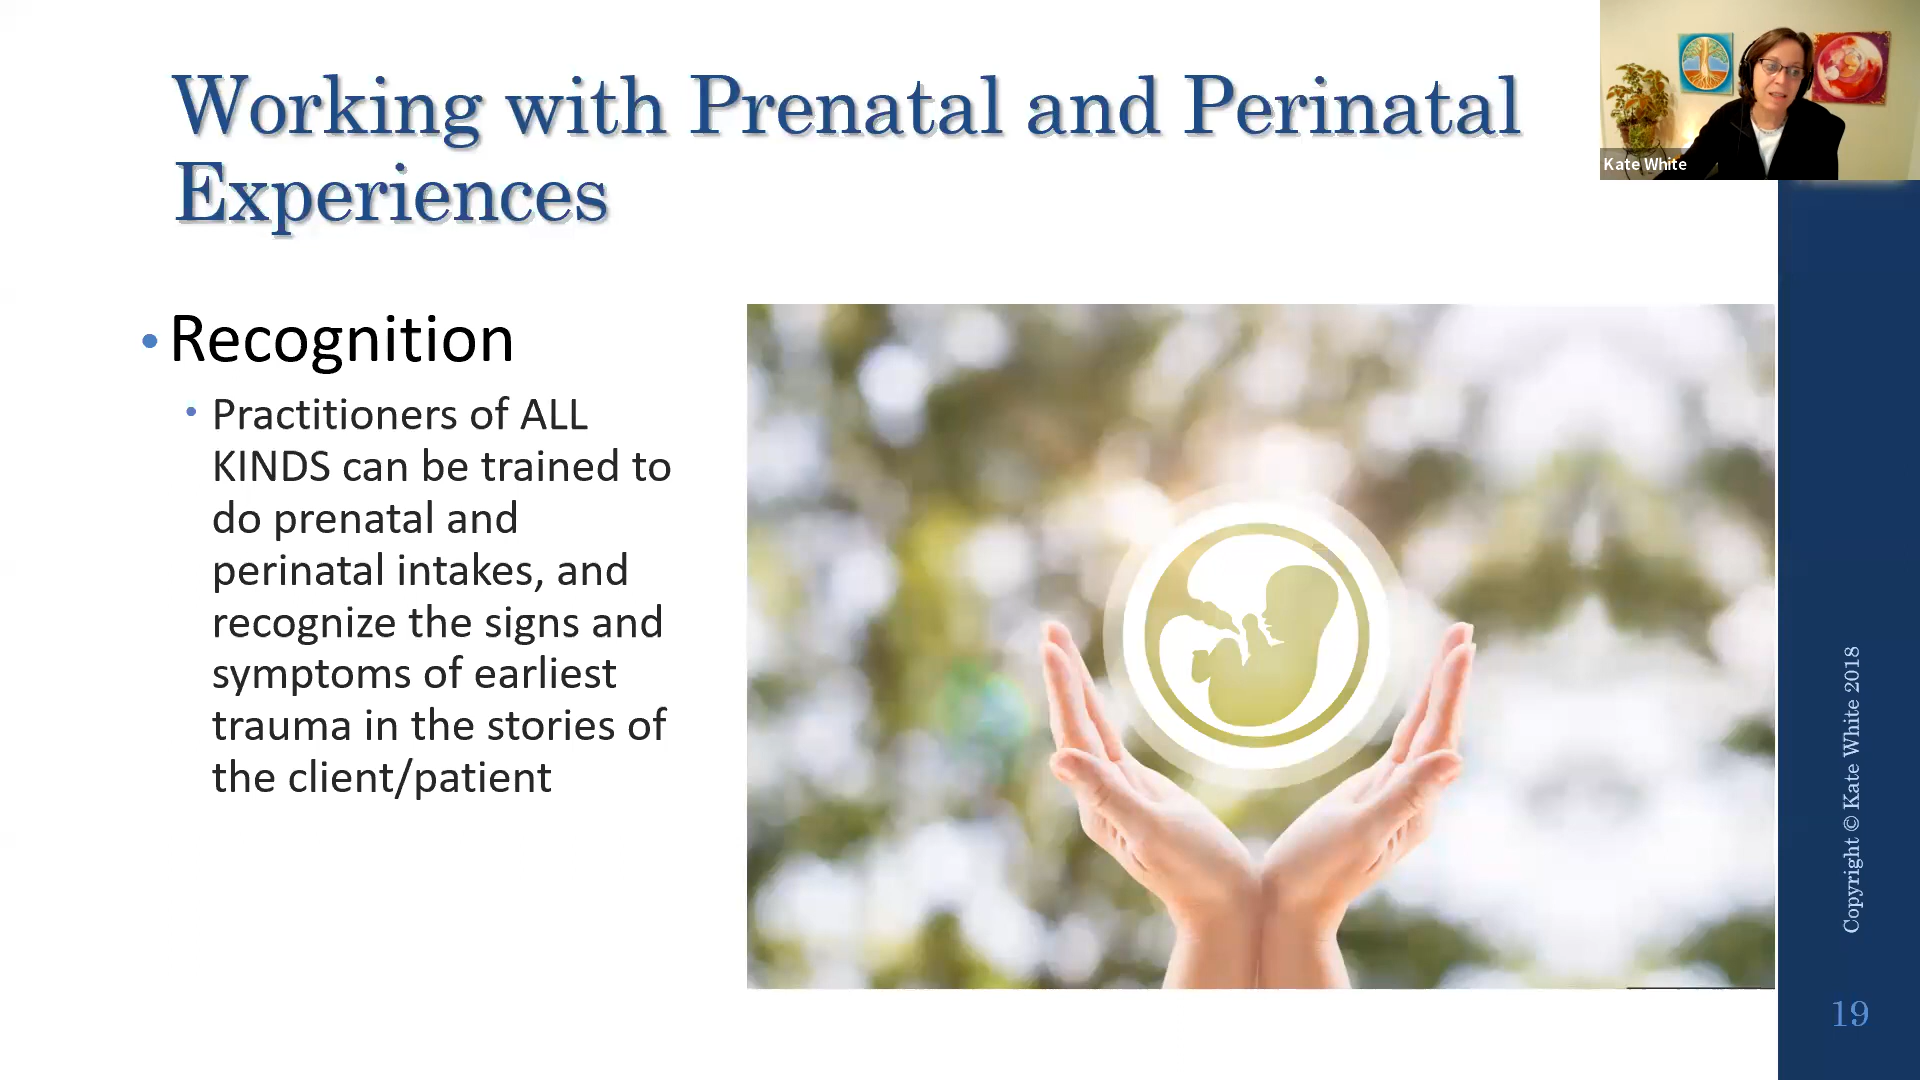 Working with Prenatal and Perinatal
Experiences
Kate White
• Recognition
• Practitioners of ALL
KINDS can be trained to
do prenatal and
perinatal intakes, and
recognize the signs and
symptoms of earliest
trauma in the stories of
the client/patient
Copyright © Kate White 2018
19